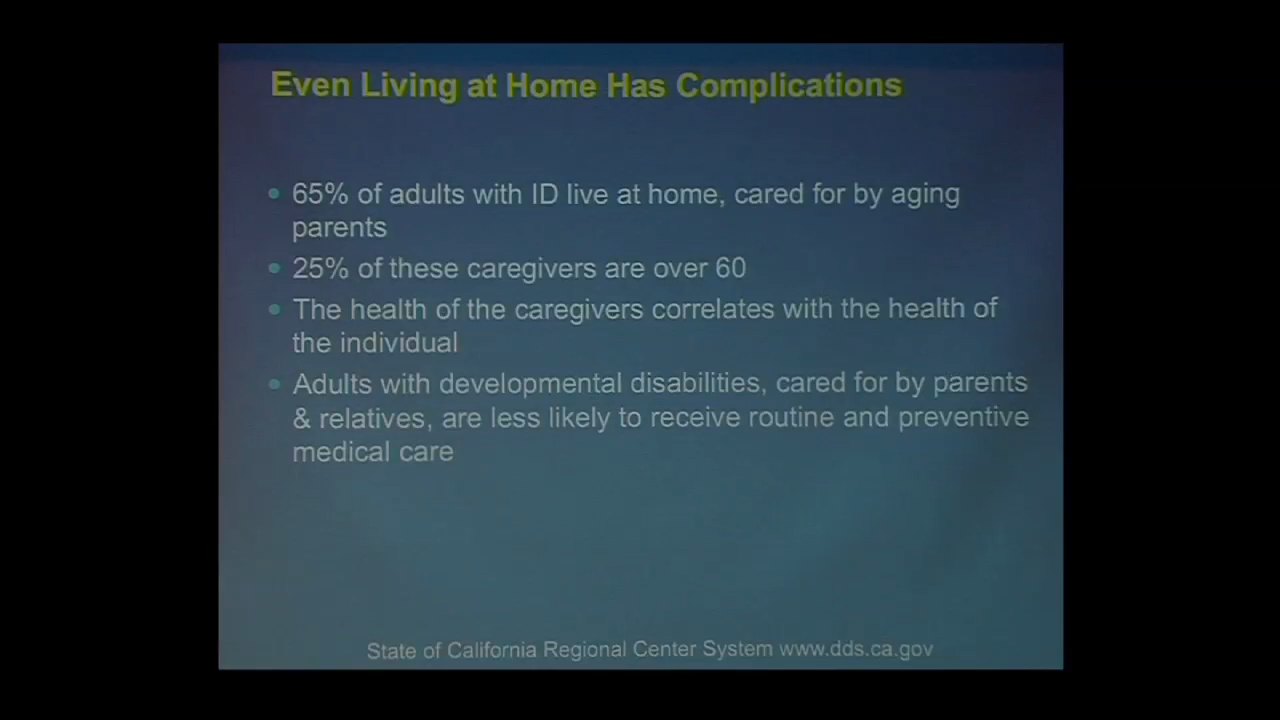 Even Living at Home Has Complications
• 65% of adults with ID live at home, cared for by aging
parents
• 25% of these caregivers are over 60
• The health of the caregivers correlates with the health of
the individual
• Adults with developmental disabilities, cared for by parents
& relatives, are less likely to receive routine and preventive
medical care
State of California Regional Center System www.dds.ca.gov